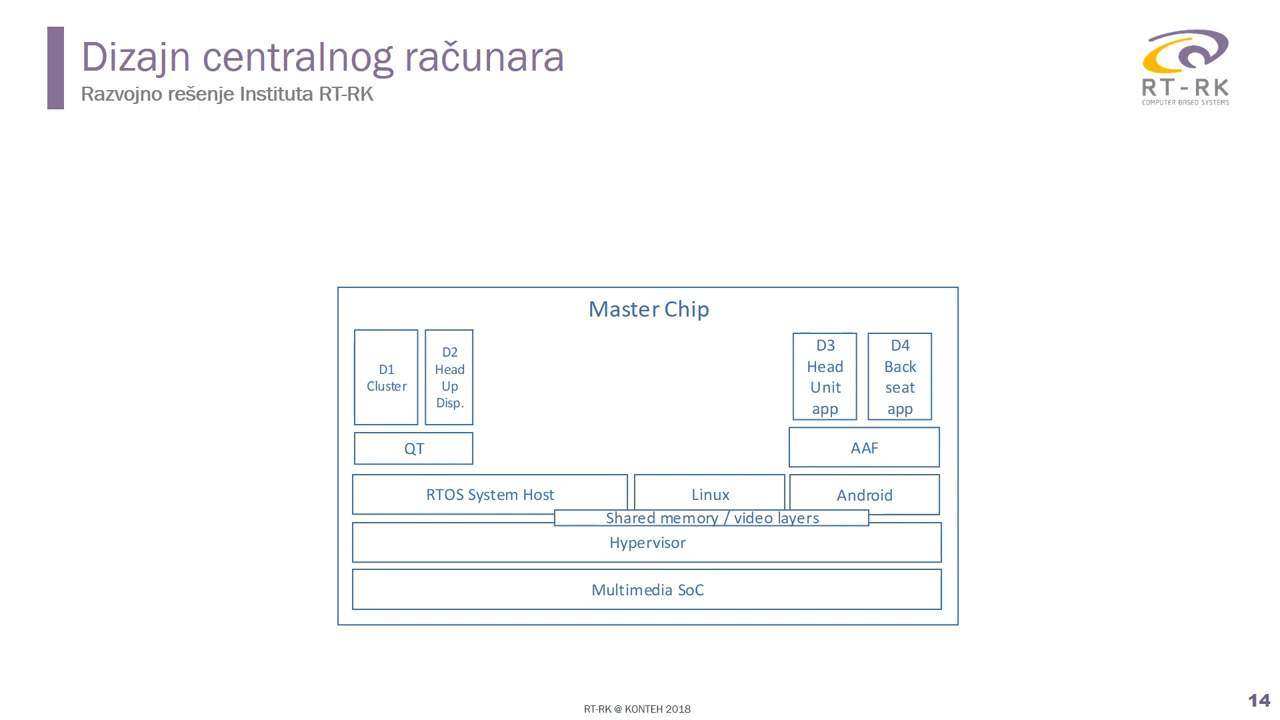 Dizajn centralnog računara
Razvojno rešenje Instituta RT-RK
RT-RK
COMPUTER BASED SYSTEMS
Master Chip
D1
Cluster
D2
Head
Up
Disp.
D3
Head
Unit
app
D4
Back
seat
app
QT
AAF
RTOS System Host
Linux
Android
Shared memory / video layers
Hypervisor
Multimedia SoC
RT-RK @ KONTEH 2018
14